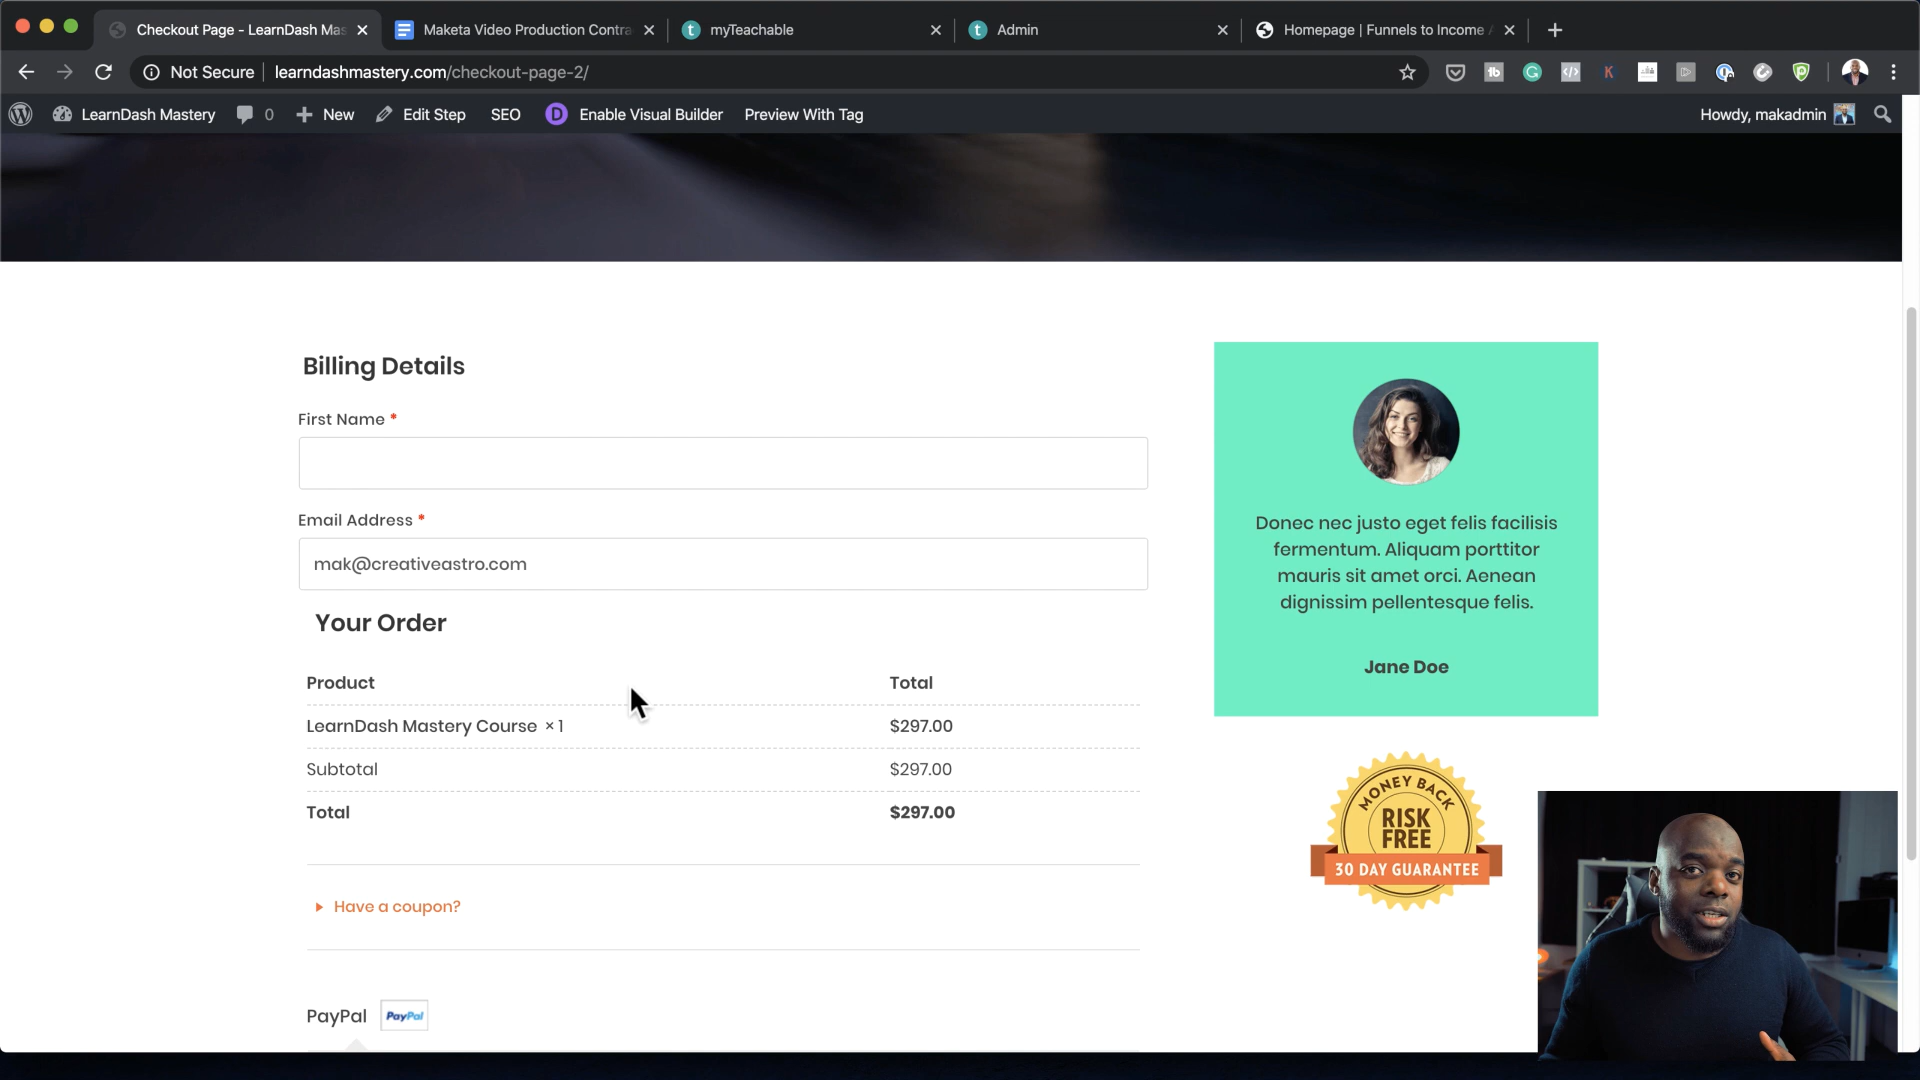 Checkout Page - LearnDash Mas
Maketa Video Production Contra
myTeachable
Admin
Homepage | Funnels to Income A
Not Secure
learndashmastery.com/checkout-page-2/
LearnDash Mastery
0
New
Edit Step
SEO
D
Enable Visual Builder
Preview With Tag
Howdy, makadmin
Billing Details
First Name *
Email Address *
mak@creativeastro.com
Your Order
Product
Total
LearnDash Mastery Course × 1
$297.00
Subtotal
$297.00
Total
$297.00
Have a coupon?
PayPal
PayPal
Donec nec justo eget felis facilisis
fermentum. Aliquam porttitor
mauris sit amet orci. Aenean
dignissim pellentesque felis.
Jane Doe
MONEY BACK
RISK
FREE
30 DAY GUARANTEE